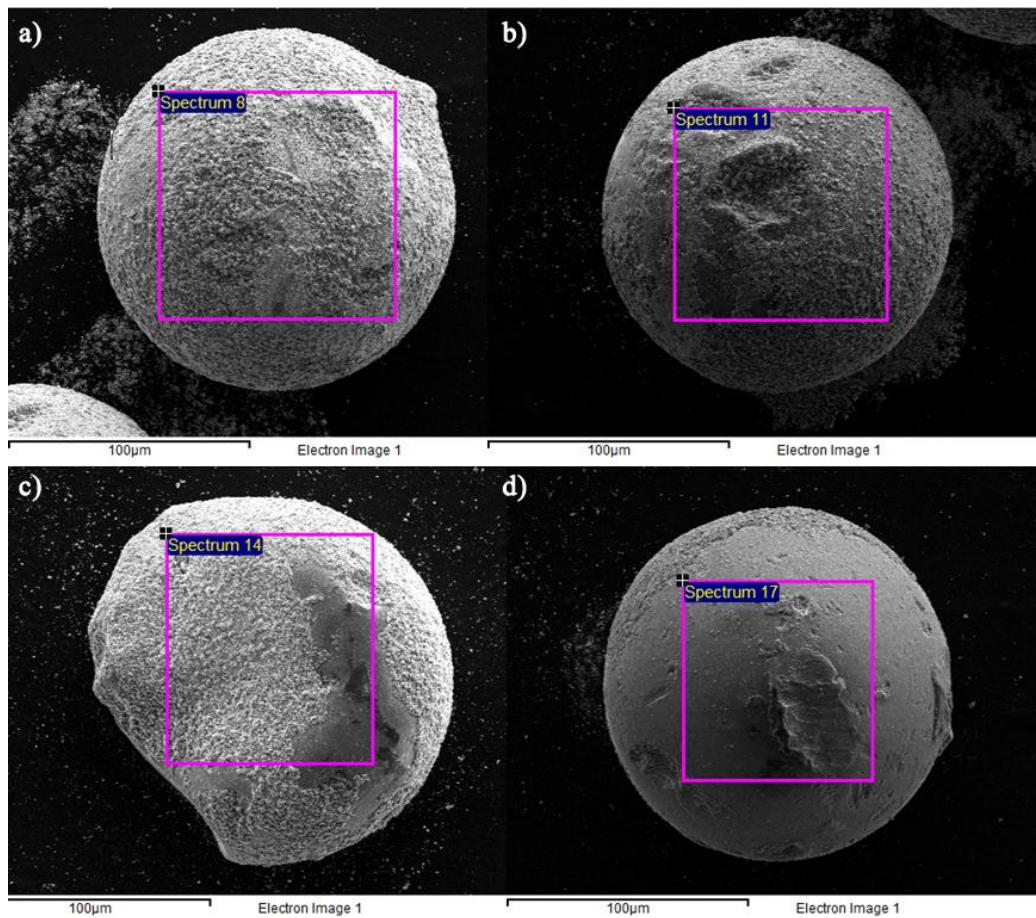 a)
Spectrum 8
100µm
Electron Image 1
b)
Spectrum 11
100µm
Electron Image 1
c)
Spectrum 14
100µm
Electron Image 1
d)
Spectrum 17
100µm
Electron Image 1